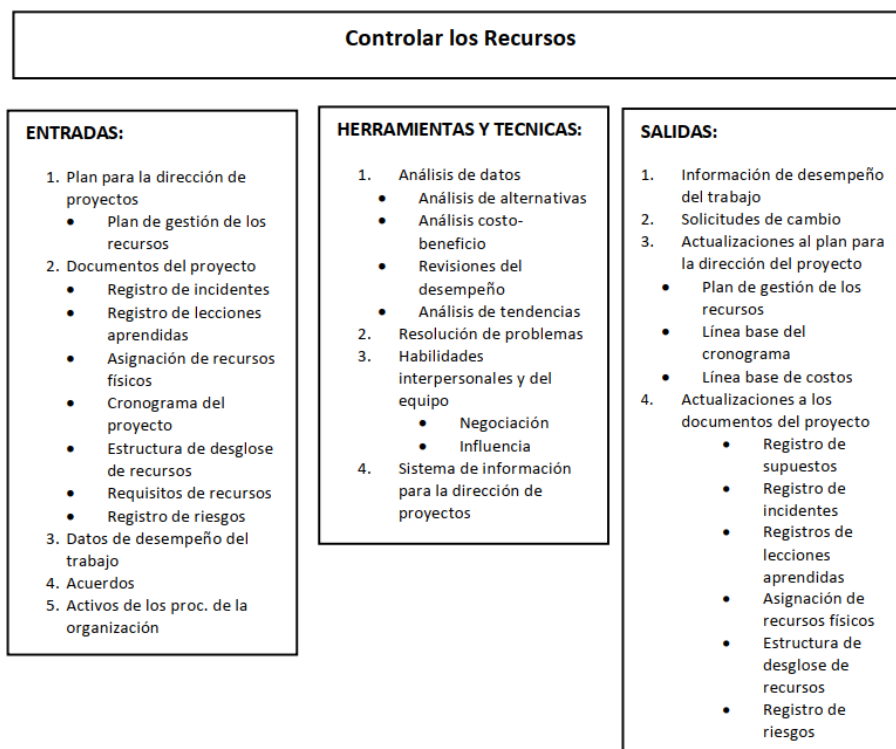 Controlar los Recursos
ENTRADAS:
1. Plan para la dirección de
proyectos
• Plan de gestión de los
recursos
2. Documentos del proyecto
• Registro de incidentes
• Registro de lecciones
aprendidas
• Asignación de recursos
físicos
• Cronograma del
proyecto
• Estructura de desglose
de recursos
• Requisitos de recursos
• Registro de riesgos
3. Datos de desempeño del
trabajo
4. Acuerdos
5. Activos de los proc. de la
organización
HERRAMIENTAS Y TECNICAS:
1. Análisis de datos
• Análisis de alternativas
• Análisis costo-
beneficio
• Revisiones del
desempeño
• Análisis de tendencias
2. Resolución de problemas
3. Habilidades
interpersonales y del
equipo
• Negociación
• Influencia
4. Sistema de información
para la dirección de
proyectos
SALIDAS:
1. Información de desempeño
del trabajo
2. Solicitudes de cambio
3. Actualizaciones al plan para
la dirección del proyecto
• Plan de gestión de los
recursos
• Línea base del
cronograma
• Línea base de costos
4. Actualizaciones a los
documentos del proyecto
• Registro de
supuestos
• Registro de
incidentes
• Registros de
lecciones
aprendidas
• Asignación de
recursos físicos
• Estructura de
desglose de
recursos
• Registro de
riesgos